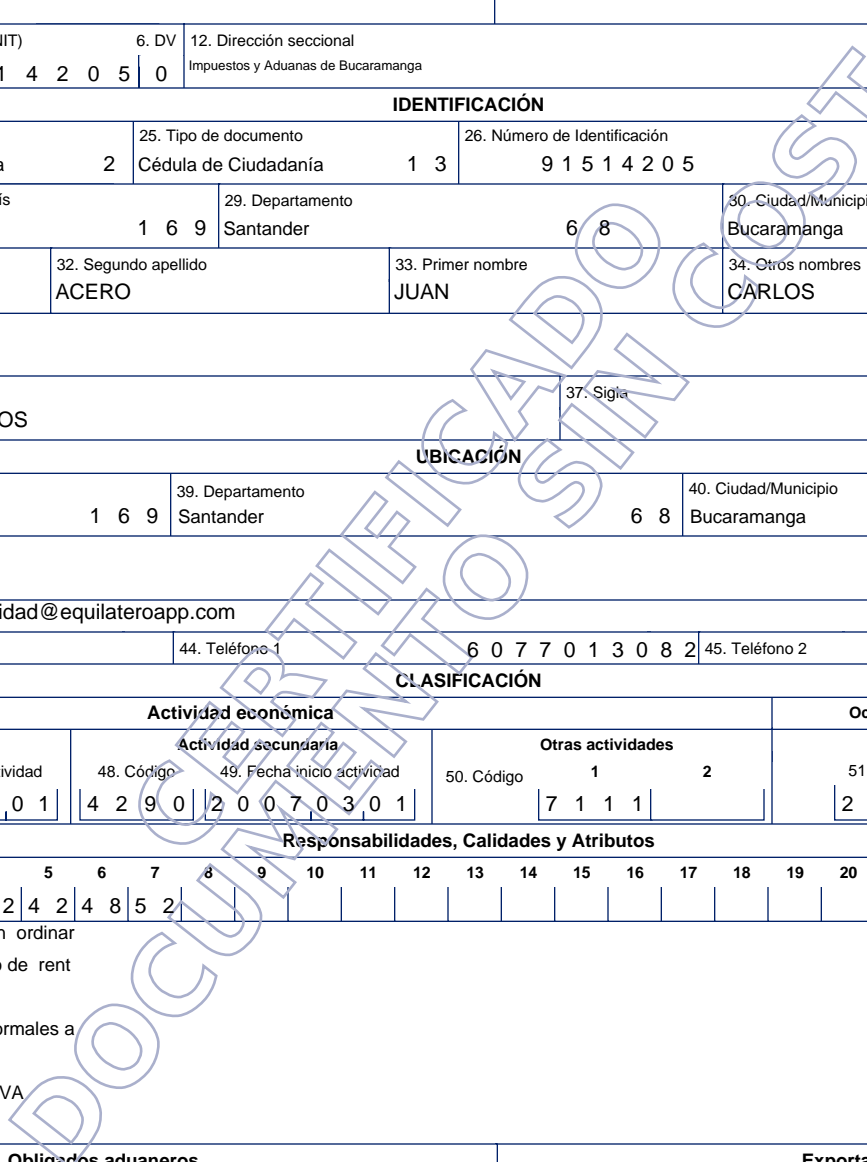 NIT) 6. DV 12. Dirección seccional
1 4 2 0 5 0 Impuestos y Aduanas de Bucaramanga
IDENTIFICACIÓN
25. Tipo de documento 26. Número de Identificación
a 2 Cédula de Ciudadanía 1 3 9 1 5 1 4 2 0 5
ís 29. Departamento 30. Ciudad/Municipi
1 6 9 Santander 6 8 Bucaramanga
32. Segundo apellido 33. Primer nombre 34. Otros nombres
ACERO JUAN CARLOS
37. Sigla
OS
UBICACIÓN
39. Departamento 40. Ciudad/Municipio
1 6 9 Santander 6 8 Bucaramanga
idad@equilateroapp.com
44. Teléfono 1 6 0 7 7 0 1 3 0 8 2 45. Teléfono 2
CLASIFICACIÓN
Actividad económica Oc
Actividad secundaria Otras actividades
ividad 48. Código 49. Fecha inicio actividad 50. Código 1 2 51
0 1 4 2 9 0 2 0 0 7 0 3 0 1 7 1 1 1 2
Responsabilidades, Calidades y Atributos
5 6 7 8 9 10 11 12 13 14 15 16 17 18 19 20
2 4 2 4 8 5 2
n ordinar
o de rent
ormales a
VA
Obligados aduaneros Exporta
CERTIFICADO
DOCUMENTO SIN COST